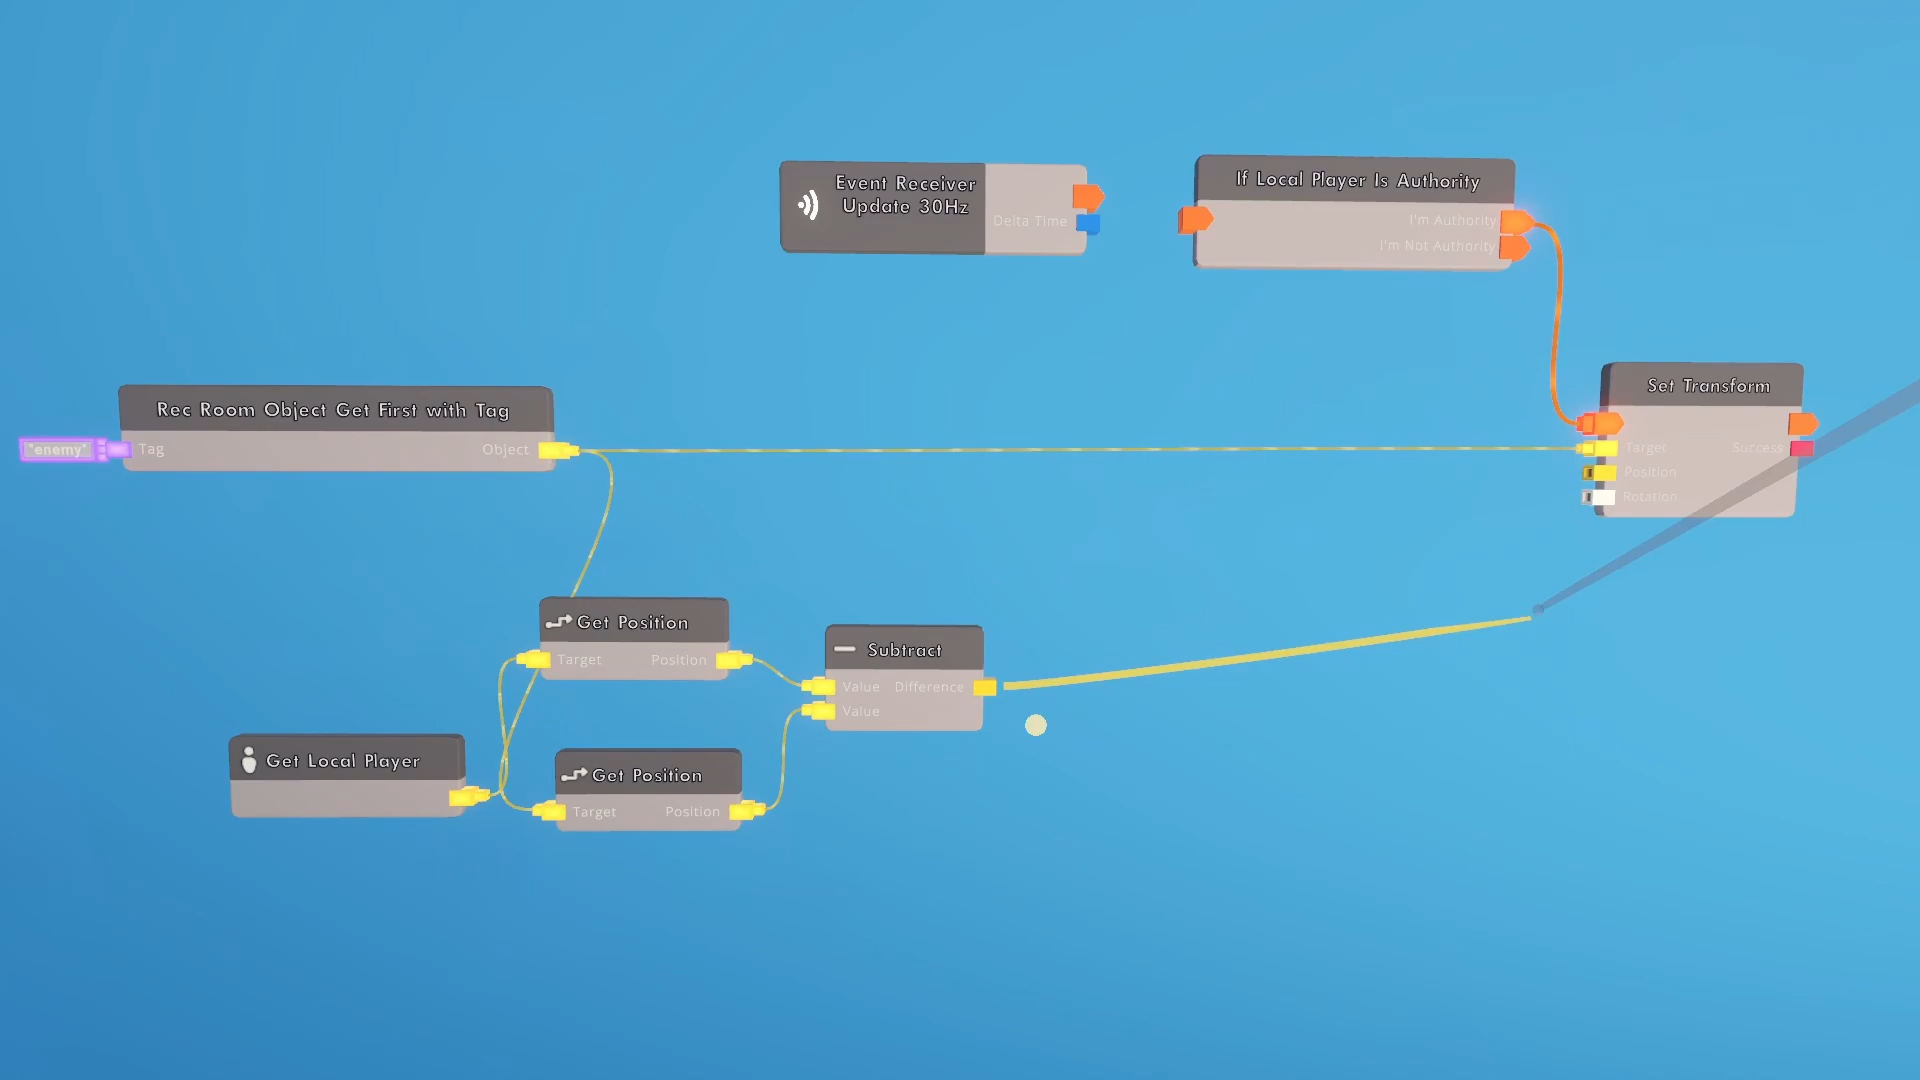 Event Receiver
Update 30Hz
Delta Time
If Local Player Is Authority
I'm Authority
I'm Not Authority
Set Transform
Target
Success
Position
Rotation
Rec Room Object Get First with Tag
"enemy"
Tag
Object
Get Position
Target
Position
Subtract
Value
Difference
Value
Get Local Player
Get Position
Target
Position